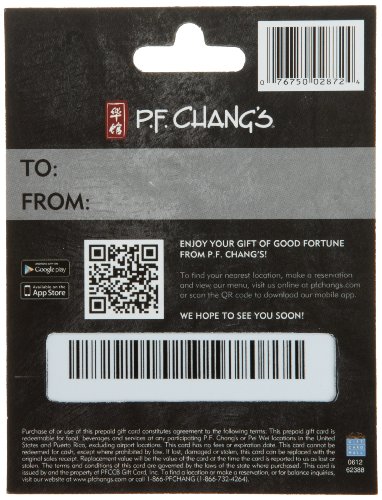 0 76750 02872 4
華館
P.F. CHANG'S
TO:
FROM:
ANDROID APP ON
Google play
Available on the
App Store
ENJOY YOUR GIFT OF GOOD FORTUNE
FROM P.F. CHANG'S!
To find your nearest location, make a reservation
and view our menu, visit us online at pfchangs.com
or scan the QR code to download our mobile app.
WE HOPE TO SEE YOU SOON!
Purchase of or use of this prepaid gift card constitutes agreement to the following terms: This prepaid gift card is
redeemable for food, beverages and services at any participating P.F. Chang's or Pei Wei locations in the United
States and Puerto Rico, excluding airport locations. This card has no fees or expiration date. This card cannot be
redeemed for cash, except where prohibited by law. If lost, damaged or stolen, this card can be replaced with the
original sales receipt. Replacement value will be the value of the card at the time the card is reported to us as lost or
stolen. The terms and conditions of this card are governed by the laws of the state where purchased. This card is
issued by and the property of PFCCB Gift Card, Inc. To find a location or make a reservation, or for balance inquiries,
visit us at pfchangs.com or call 1-866-PFCHANG (1-866-732-4264).
0612
62388